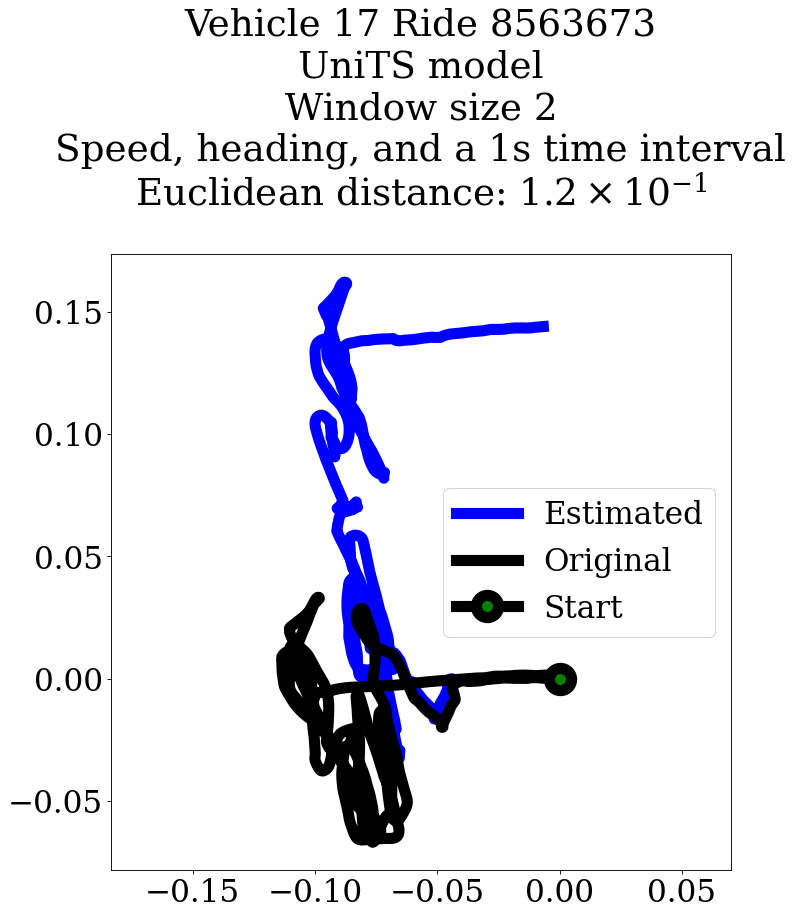 Vehicle 17 Ride 8563673
UniTS model
Window size 2
Speed, heading, and a 1s time interval
Euclidean distance: 1.2 × 10⁻¹
0.15
0.10
0.05
0.00
−0.05
Estimated
Original
Start
−0.15 −0.10 −0.05 0.00 0.05